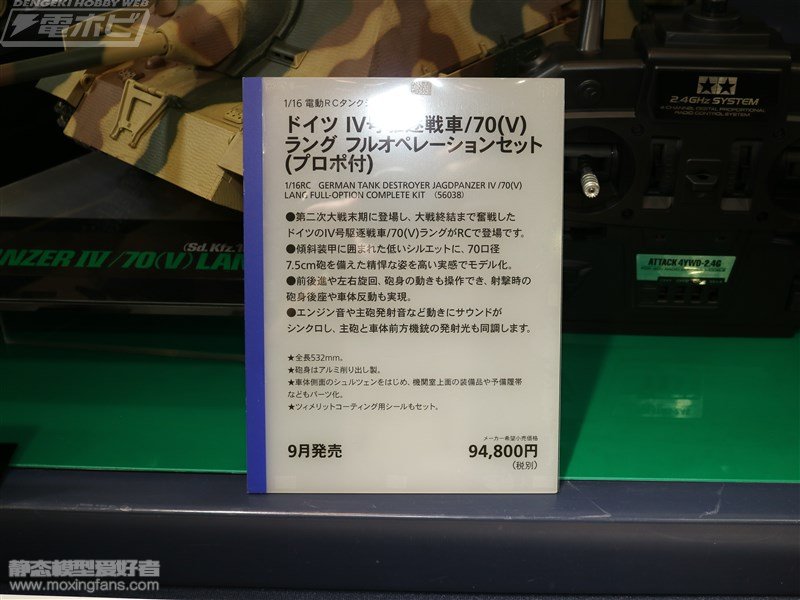 DENGEKI HOBBY WEB
電ホビ
TAMIYA
2.4GHz SYSTEM
4-CHANNEL DIGITAL PROPORTIONAL
RADIO CONTROL SYSTEM
(Sd.Kfz.
PANZER IV /70(V) LAN
ATTACK 4YWD-2.4G
1/16 電動RCタンク
ドイツ IV号駆逐戦車/70(V)
ラング フルオペレーションセット
(プロポ付)
1/16RC GERMAN TANK DESTROYER JAGDPANZER IV /70(V)
LANG FULL-OPTION COMPLETE KIT (56038)
●第二次大戦末期に登場し、大戦終結まで奮戦した
ドイツのIV号駆逐戦車/70(V)ラングがRCで登場です。
●傾斜装甲に囲まれた低いシルエットに、70口径
7.5cm砲を備えた精悍な姿を高い実感でモデル化。
●前後進や左右旋回、砲身の動きも操作でき、射撃時の
砲身後座や車体反動も実現。
●エンジン音や主砲発射音など動きにサウンドが
シンクロし、主砲と車体前方機銃の発射光も同調します。
★全長532mm。
★砲身はアルミ削り出し製。
★車体側面のシュルツェンをはじめ、機関室上面の装備品や予備履帯
などもパーツ化。
★ツィメリットコーティング用シールもセット。
9月発売
メーカー希望小売価格
94,800円
(税別)
静态模型爱好者
www.moxingfans.com